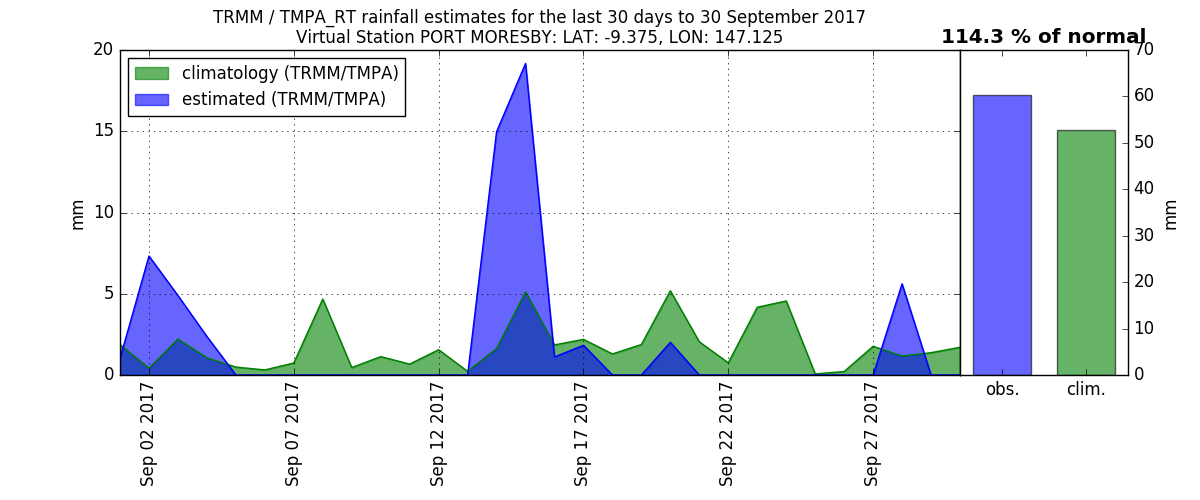 TRMM / TMPA_RT rainfall estimates for the last 30 days to 30 September 2017
Virtual Station PORT MORESBY: LAT: -9.375, LON: 147.125
114.3 % of normal
climatology (TRMM/TMPA)
estimated (TRMM/TMPA)
20
15
10
5
0
mm
Sep 02 2017
Sep 07 2017
Sep 12 2017
Sep 17 2017
Sep 22 2017
Sep 27 2017
obs.
clim.
70
60
50
40
30
20
10
0
mm